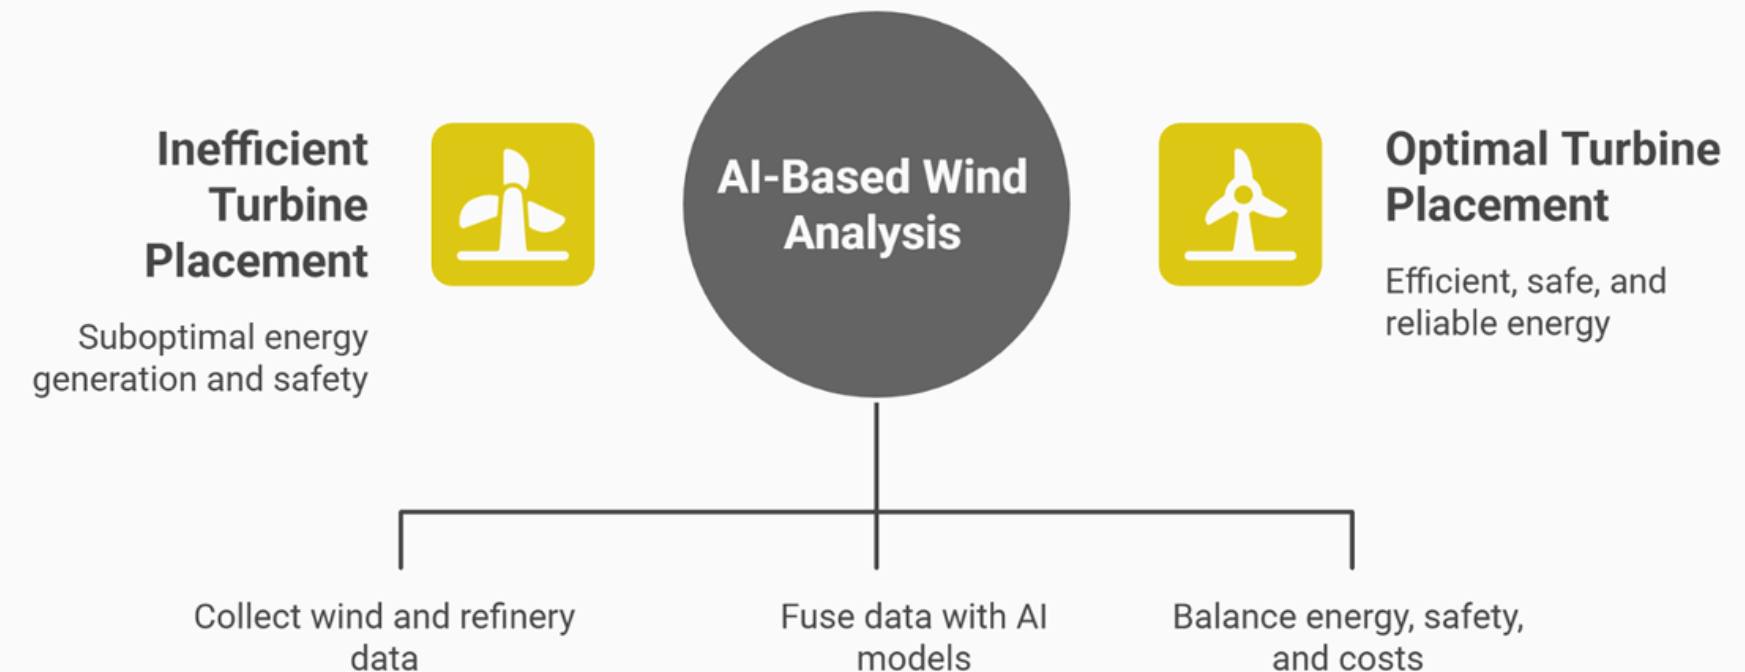 Inefficient
Turbine
Placement
Suboptimal energy
generation and safety
AI-Based Wind
Analysis
Optimal Turbine
Placement
Efficient, safe, and
reliable energy
Collect wind and refinery
data
Fuse data with AI
models
Balance energy, safety,
and costs